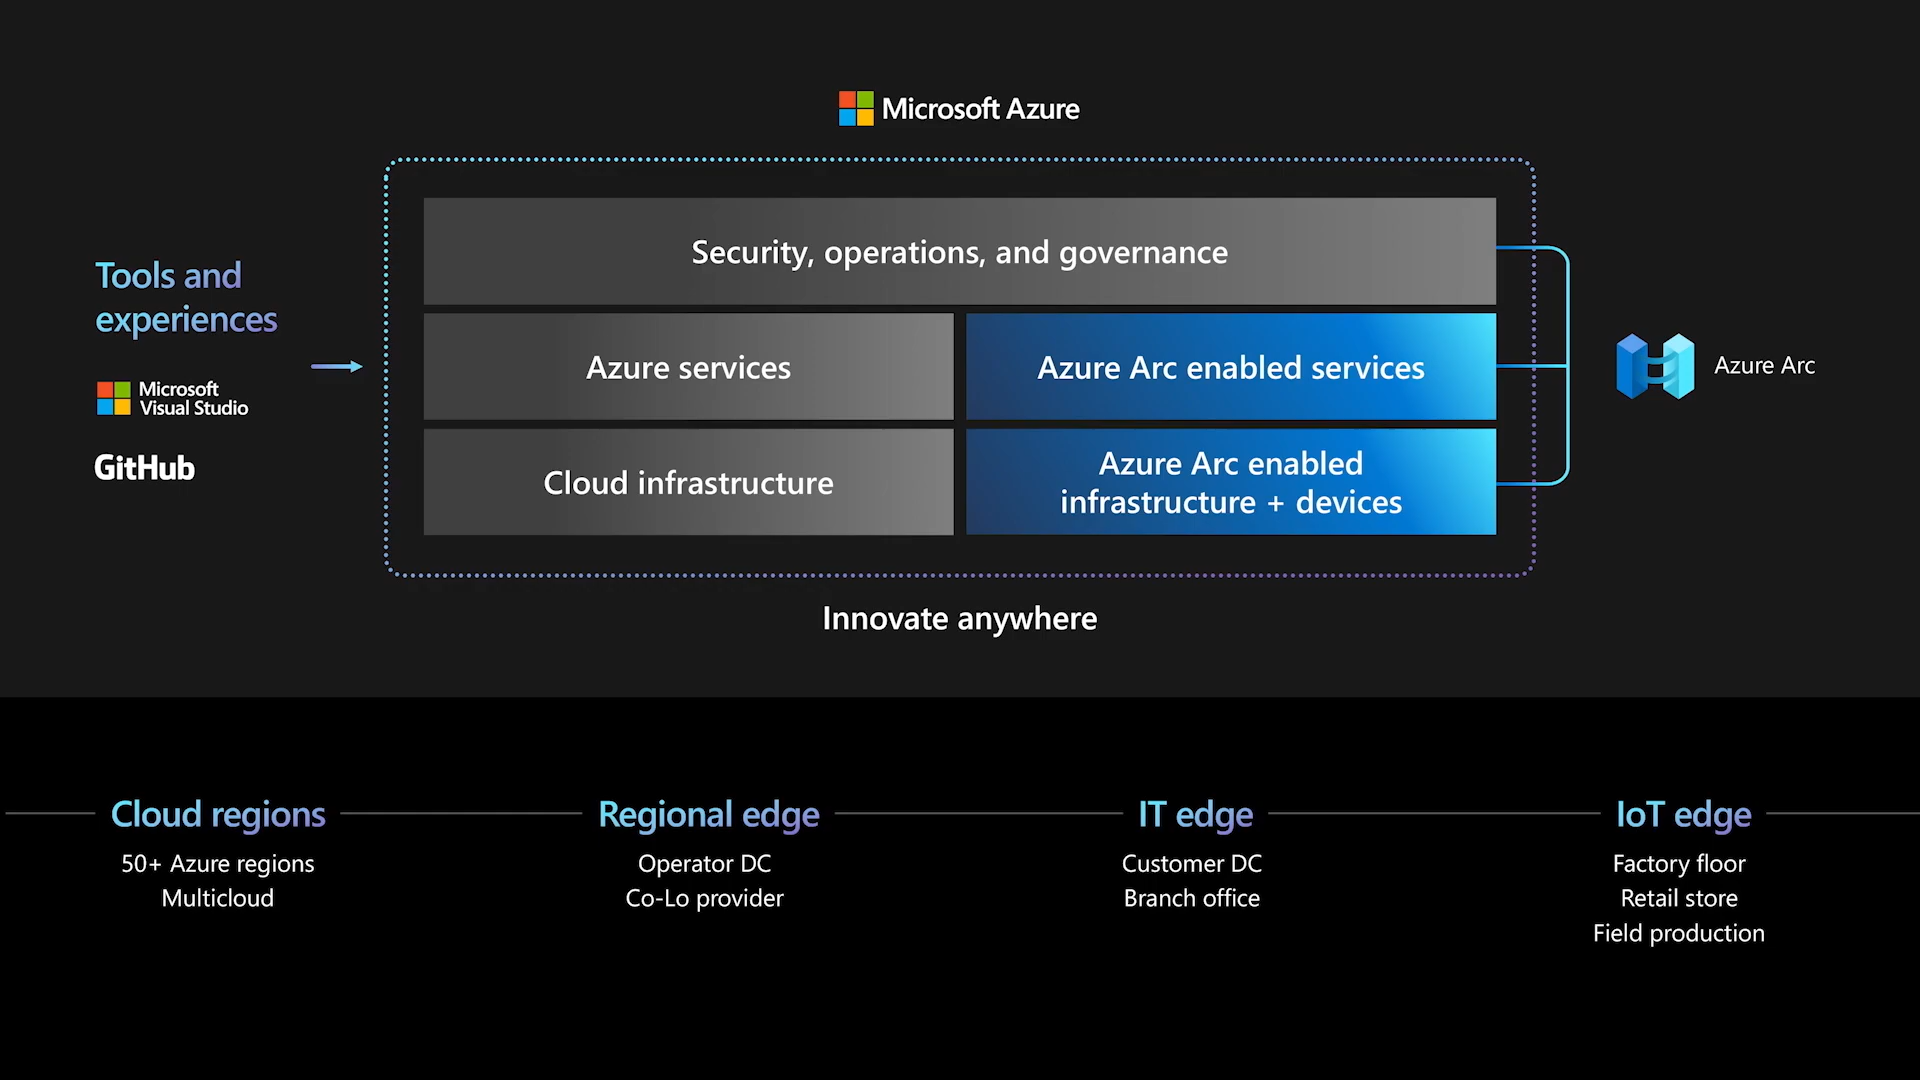 Microsoft Azure
Tools and
experiences
Microsoft
Visual Studio
GitHub
Security, operations, and governance
Azure services
Azure Arc enabled services
Cloud infrastructure
Azure Arc enabled
infrastructure + devices
Azure Arc
Innovate anywhere
Cloud regions
50+ Azure regions
Multicloud
Regional edge
Operator DC
Co-Lo provider
IT edge
Customer DC
Branch office
IoT edge
Factory floor
Retail store
Field production